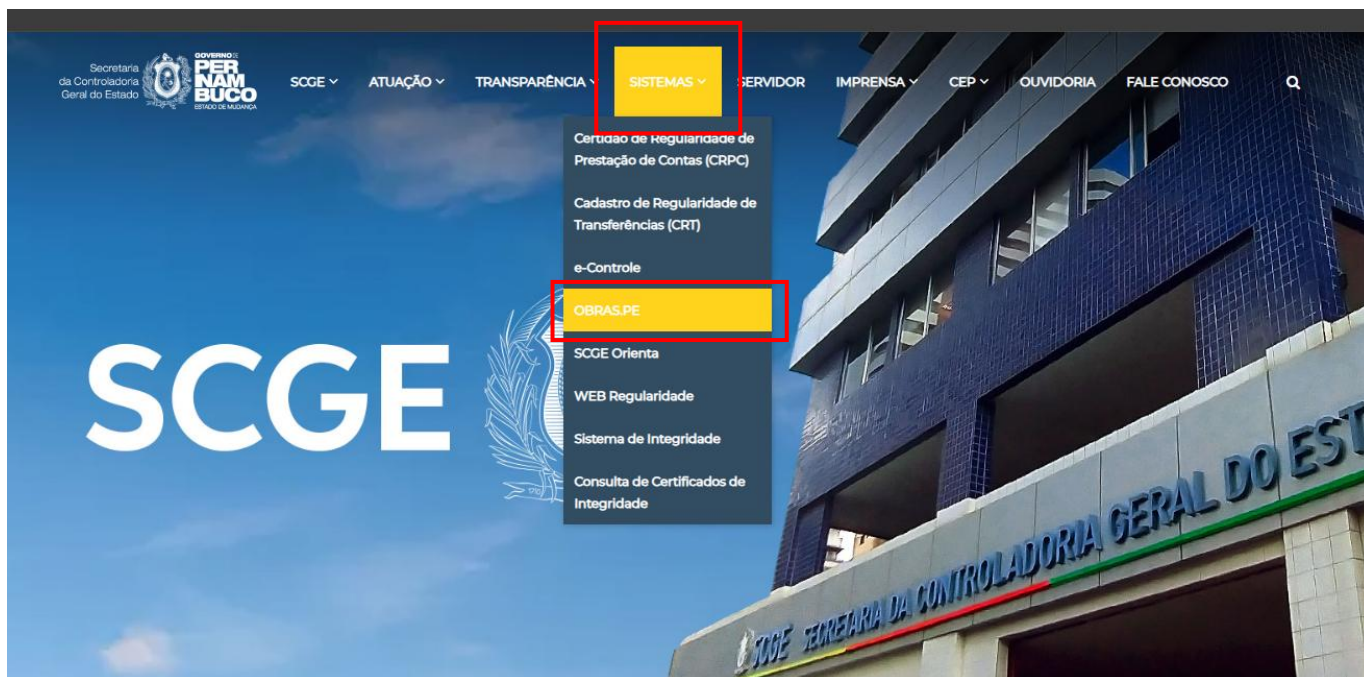 Secretaria
da Controladoria
Geral do Estado
GOVERNO DE
PER
NAM
BUCO
ESTADO DE MUDANÇA
SCGE
ATUAÇÃO
TRANSPARÊNCIA
SISTEMAS
SERVIDOR
IMPRENSA
CEP
OUVIDORIA
FALE CONOSCO
Certidão de Regularidade de
Prestação de Contas (CRPC)
Cadastro de Regularidade de
Transferências (CRT)
e-Controle
OBRAS.PE
SCGE Orienta
WEB Regularidade
Sistema de Integridade
Consulta de Certificados de
Integridade
SCGE
SCGE SECRETARIA DA CONTROLADORIA GERAL DO EST